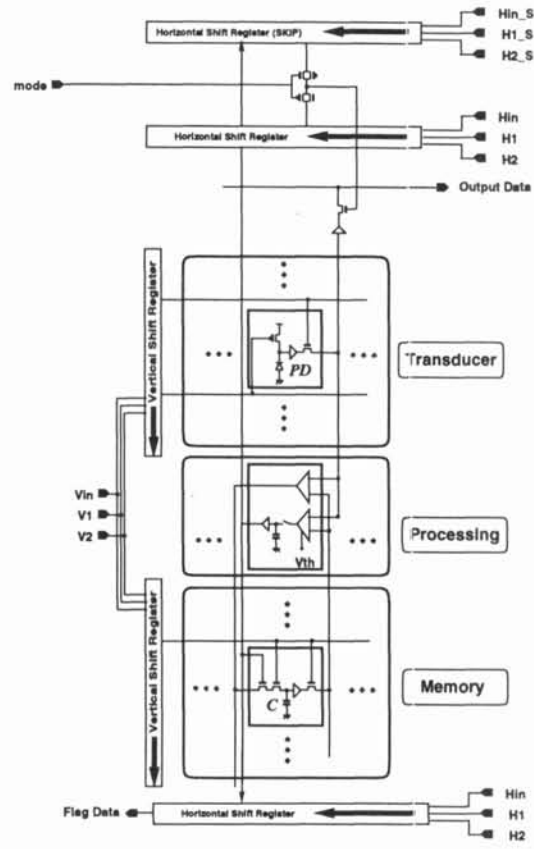 Hin_S
Horizontal Shift Register (SKIP)
H1_S
H2_S
mode
Hin
Horizontal Shift Register
H1
H2
Output Data
Vertical Shift Register
PD
Transducer
Vin
V1
V2
Vth
Processing
Vertical Shift Register
C
Memory
Flag Data
Horizontal Shift Register
Hin
H1
H2